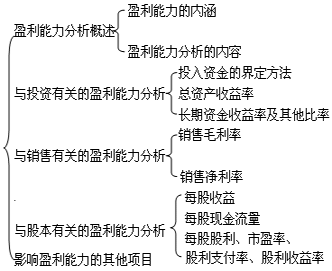 盈利能力的内涵
盈利能力分析概述
盈利能力分析的内容
投入资金的界定方法
与投资有关的盈利能力分析
总资产收益率
长期资金收益率及其他比率
销售毛利率
与销售有关的盈利能力分析
销售净利率
每股收益
每股现金流量
与股本有关的盈利能力分析
每股股利、市盈率、
股利支付率、股利收益率
影响盈利能力的其他项目